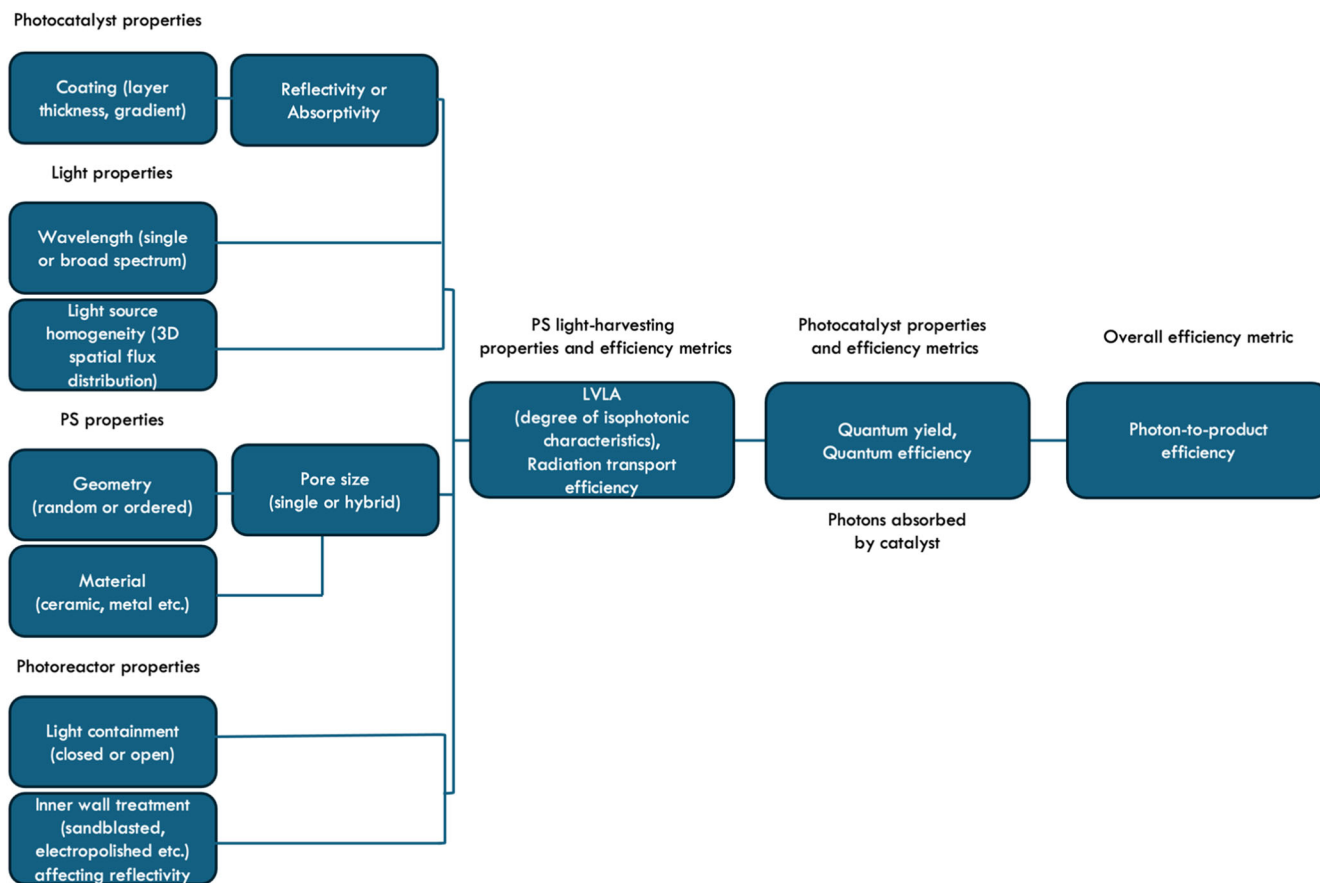 Photocatalyst properties
Coating (layer
thickness, gradient)
Reflectivity or
Absorptivity
Light properties
Wavelength (single
or broad spectrum)
Light source
homogeneity (3D
spatial flux
distribution)
PS properties
Geometry
(random or ordered)
Pore size
(single or hybrid)
Material
(ceramic, metal etc.)
Photoreactor properties
Light containment
(closed or open)
Inner wall treatment
(sandblasted,
electropolished etc.)
affecting reflectivity
PS light-harvesting
properties and efficiency metrics
LVLA
(degree of isophotonic
characteristics),
Radiation transport
efficiency
Photocatalyst properties
and efficiency metrics
Quantum yield,
Quantum efficiency
Photons absorbed
by catalyst
Overall efficiency metric
Photon-to-product
efficiency